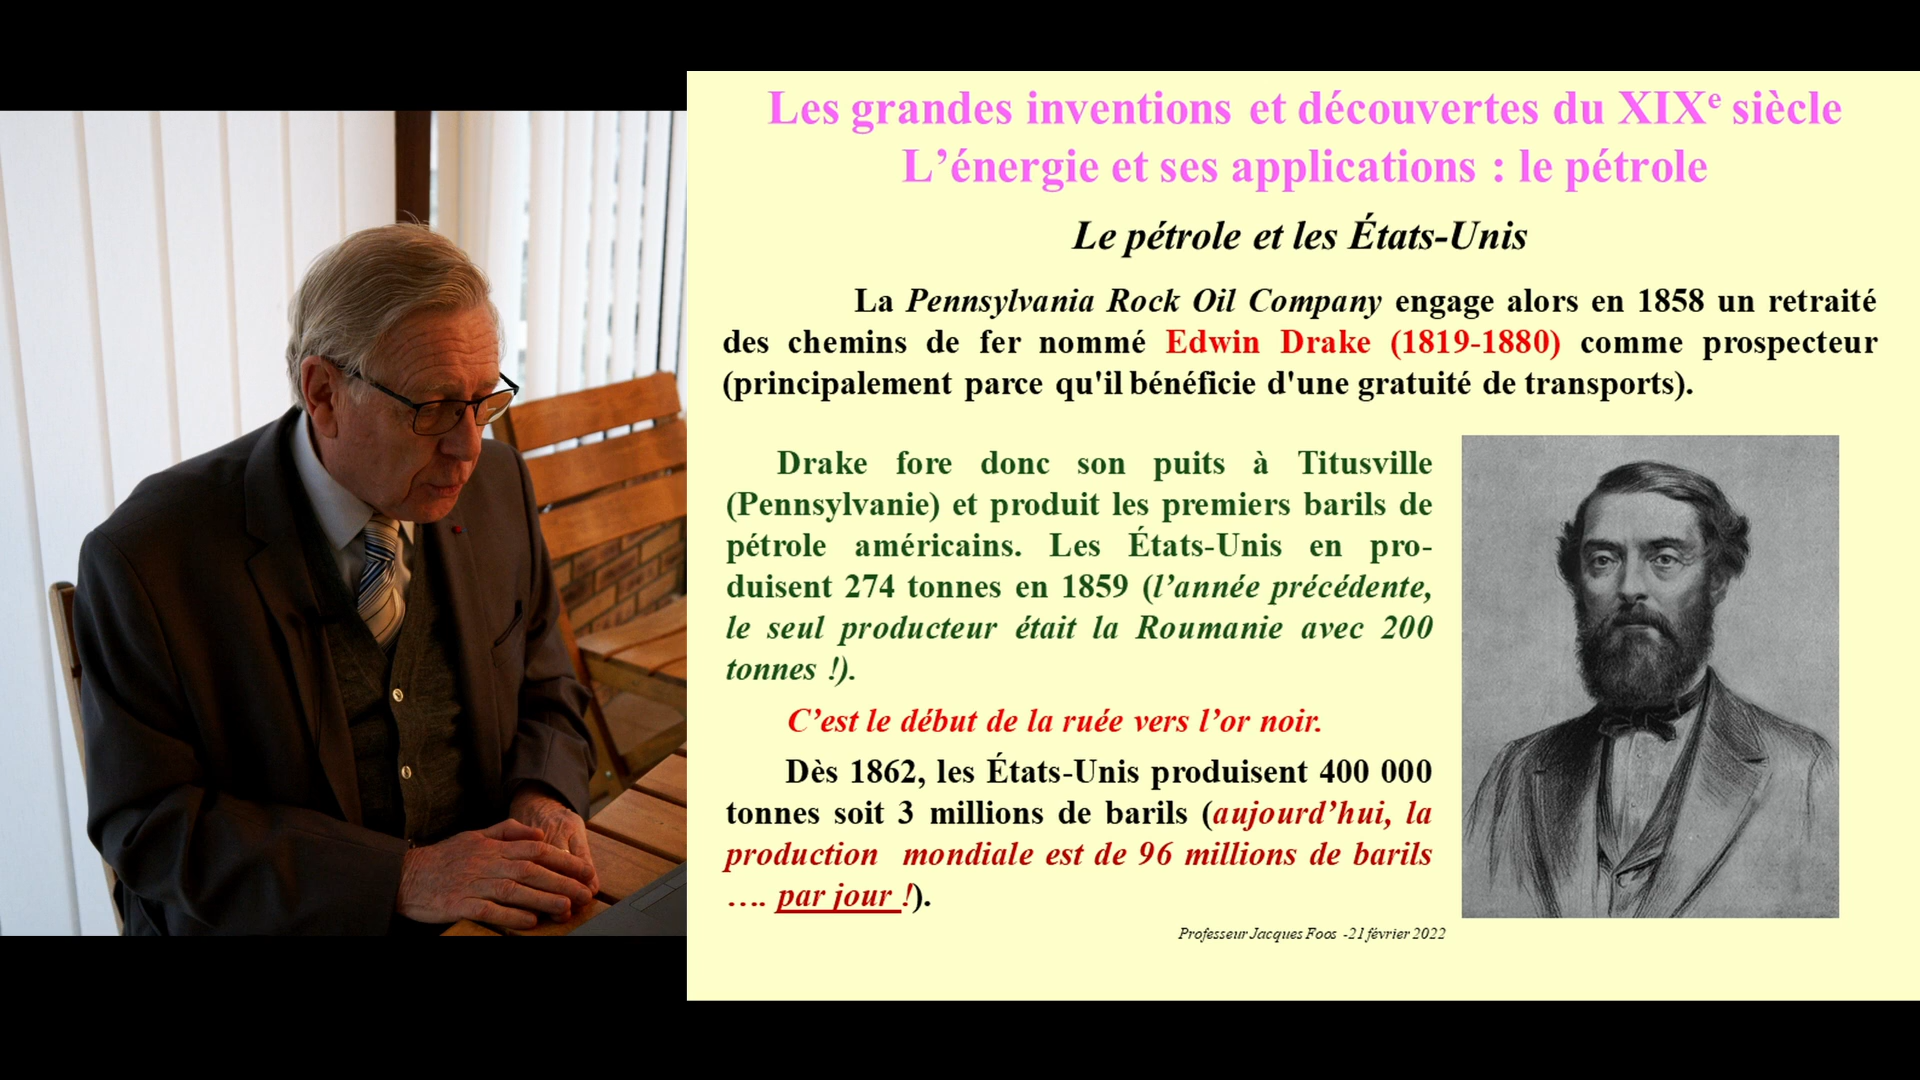 Les grandes inventions et découvertes du XIXe siècle
L’énergie et ses applications : le pétrole
Le pétrole et les États-Unis
La Pennsylvania Rock Oil Company engage alors en 1858 un retraité
des chemins de fer nommé Edwin Drake (1819-1880) comme prospecteur
(principalement parce qu'il bénéficie d'une gratuité de transports).
Drake fore donc son puits à Titusville
(Pennsylvanie) et produit les premiers barils de
pétrole américains. Les États-Unis en pro-
duisent 274 tonnes en 1859 (l’année précédente,
le seul producteur était la Roumanie avec 200
tonnes !).
C’est le début de la ruée vers l’or noir.
Dès 1862, les États-Unis produisent 400 000
tonnes soit 3 millions de barils (aujourd’hui, la
production mondiale est de 96 millions de barils
…. par jour !).
Professeur Jacques Foos -21 février 2022